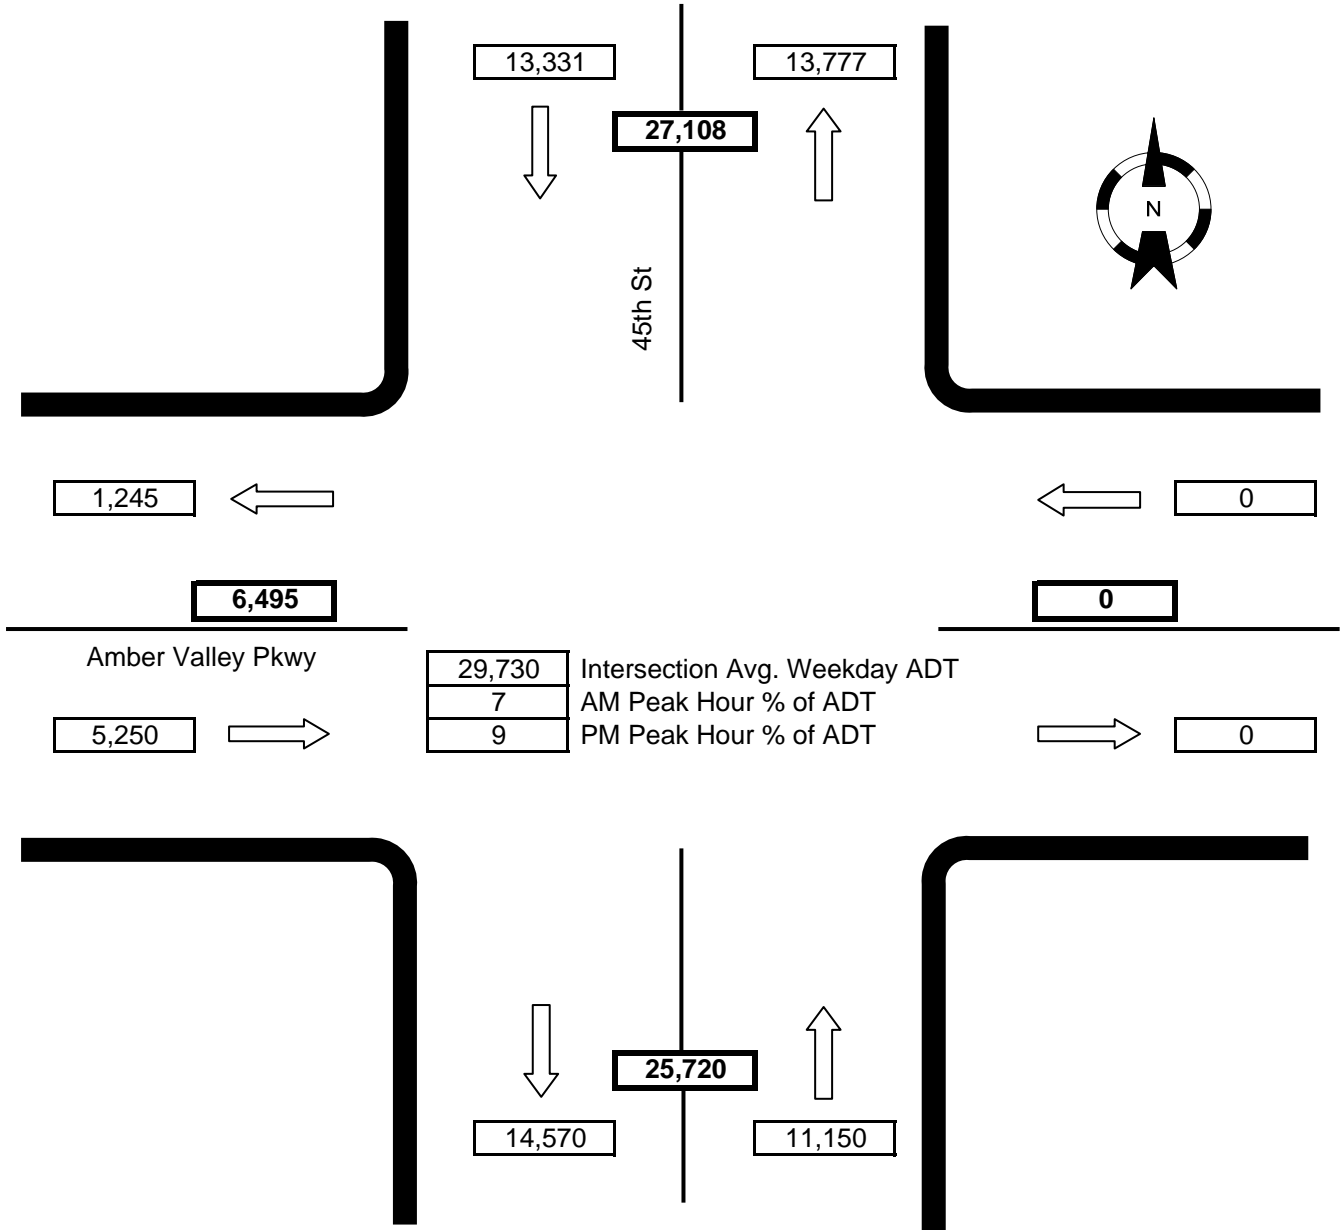 13,331
13,777
27,108
N
45th St
1,245
0
6,495
0
Amber Valley Pkwy
29,730 Intersection Avg. Weekday ADT
7 AM Peak Hour % of ADT
9 PM Peak Hour % of ADT
5,250
0
25,720
14,570
11,150